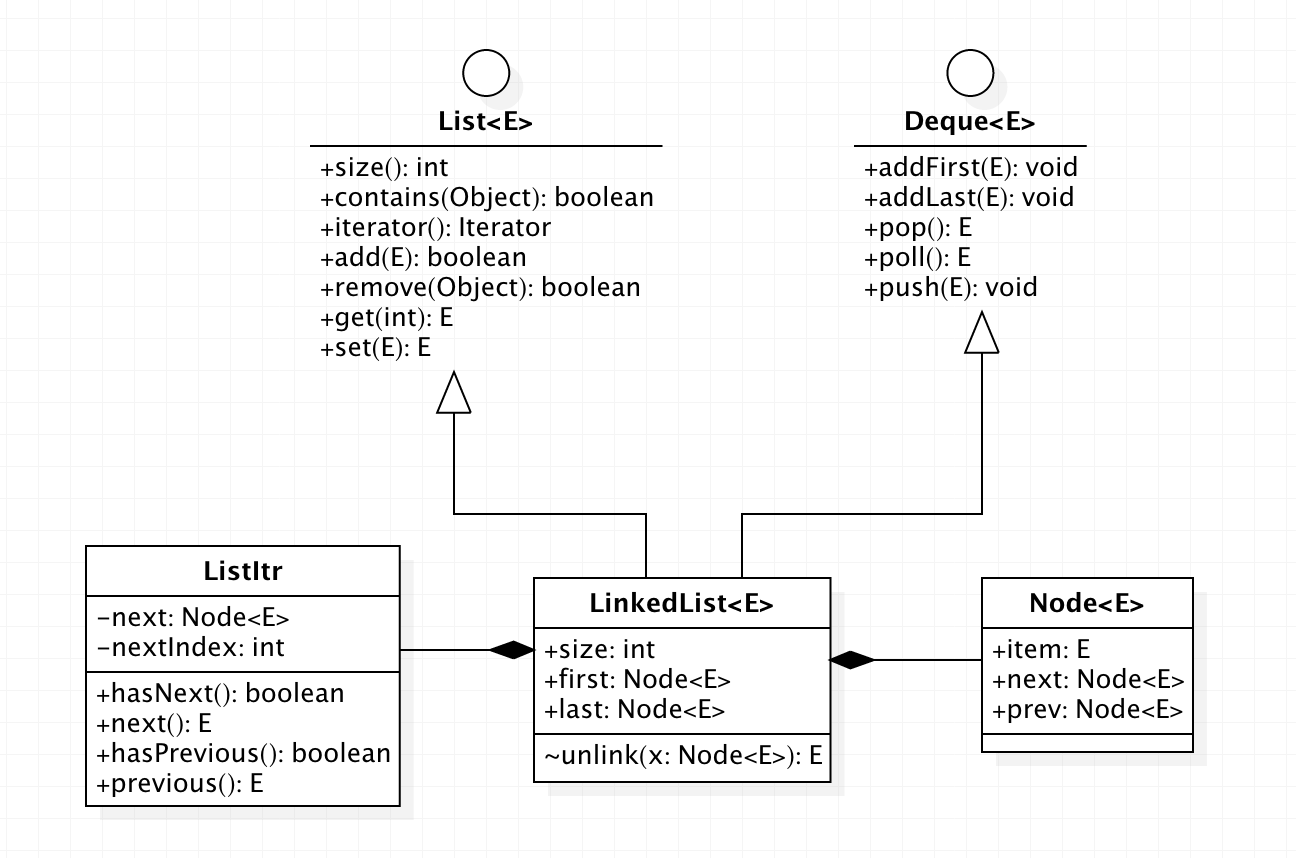 List<E>
+size(): int
+contains(Object): boolean
+iterator(): Iterator
+add(E): boolean
+remove(Object): boolean
+get(int): E
+set(E): E
Deque<E>
+addFirst(E): void
+addLast(E): void
+pop(): E
+poll(): E
+push(E): void
ListItr
−next: Node<E>
−nextIndex: int
+hasNext(): boolean
+next(): E
+hasPrevious(): boolean
+previous(): E
LinkedList<E>
+size: int
+first: Node<E>
+last: Node<E>
~unlink(x: Node<E>): E
Node<E>
+item: E
+next: Node<E>
+prev: Node<E>